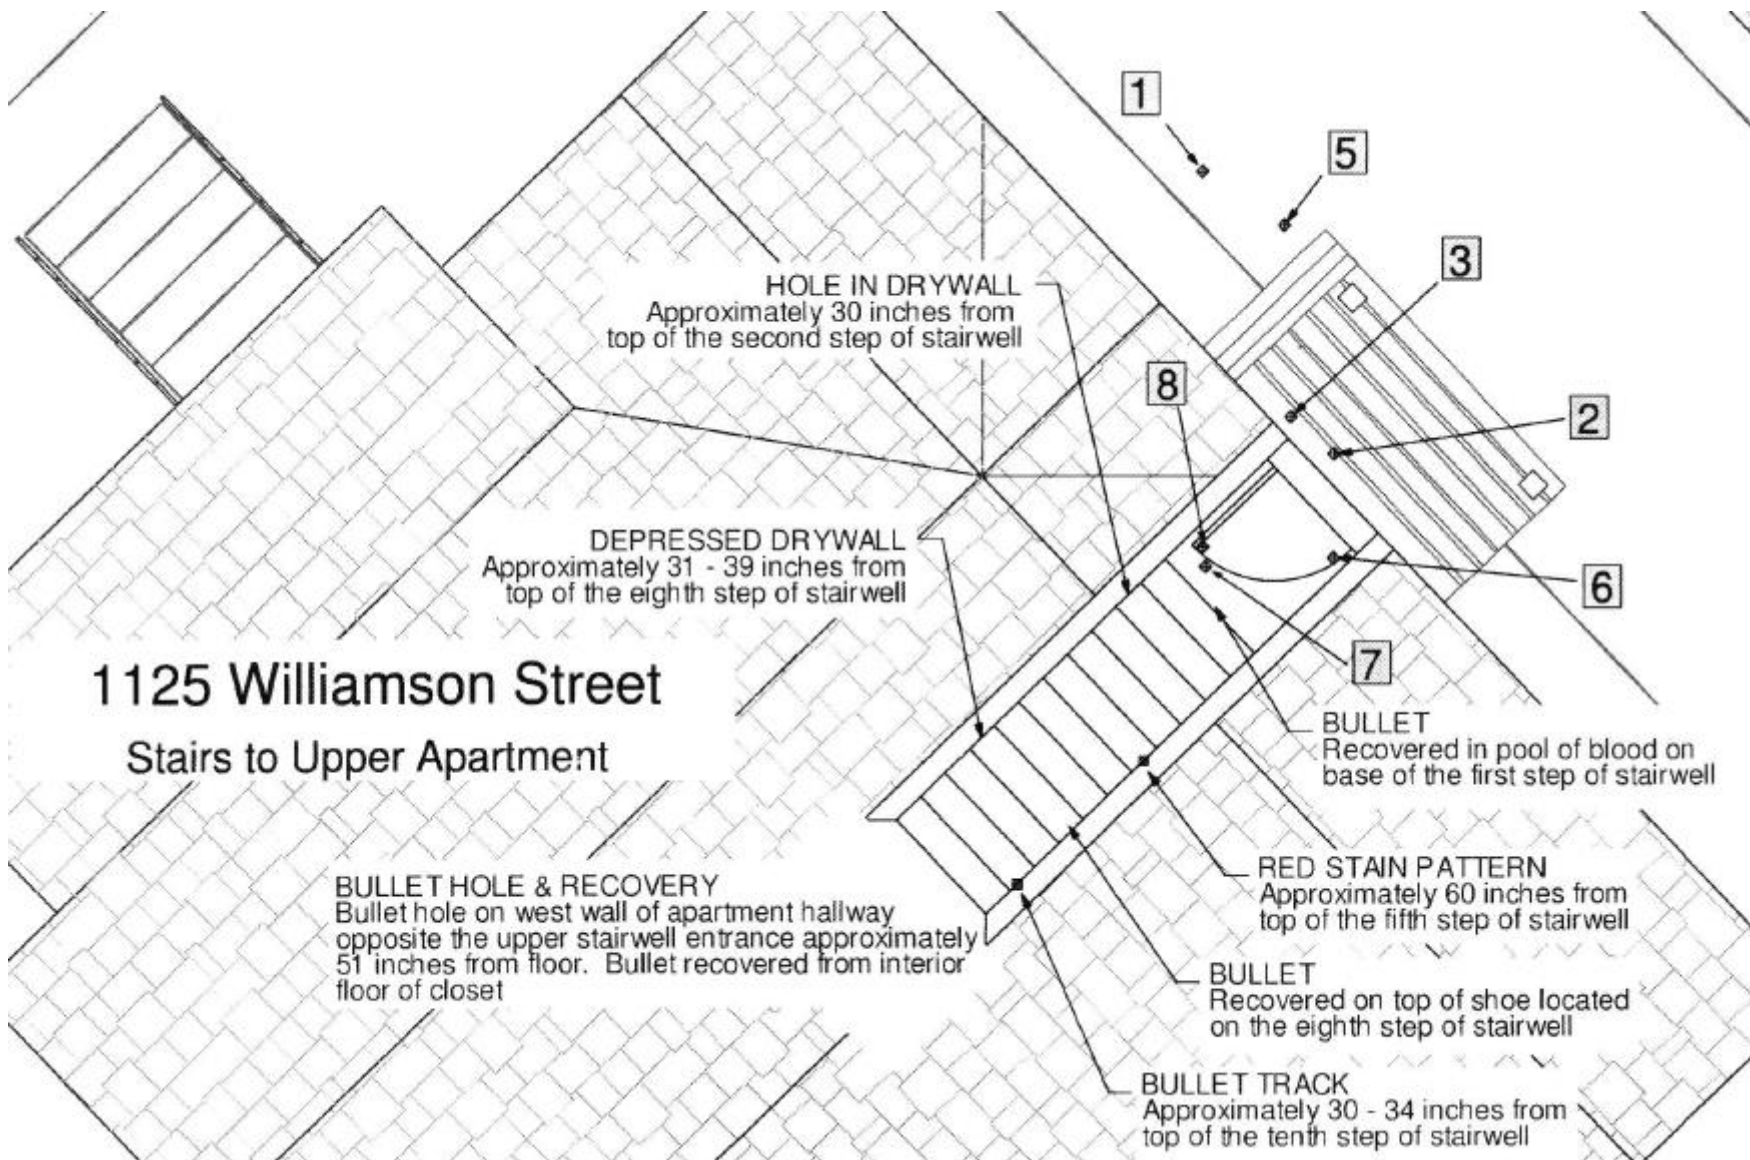 1
5
3
HOLE IN DRYWALL
Approximately 30 inches from
top of the second step of stairwell
8
2
DEPRESSED DRYWALL
Approximately 31 - 39 inches from
top of the eighth step of stairwell
6
7
1125 Williamson Street
Stairs to Upper Apartment
BULLET
Recovered in pool of blood on
base of the first step of stairwell
RED STAIN PATTERN
Approximately 60 inches from
top of the fifth step of stairwell
BULLET HOLE & RECOVERY
Bullet hole on west wall of apartment hallway
opposite the upper stairwell entrance approximately
51 inches from floor. Bullet recovered from interior
floor of closet
BULLET
Recovered on top of shoe located
on the eighth step of stairwell
BULLET TRACK
Approximately 30 - 34 inches from
top of the tenth step of stairwell